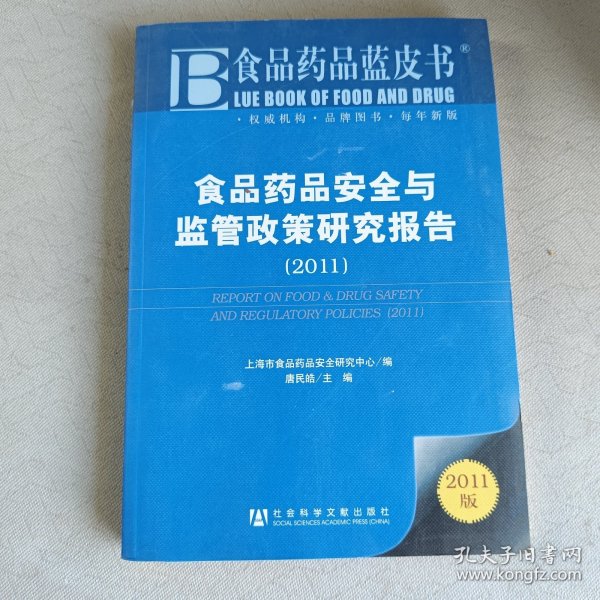 食品药品蓝皮书®
BLUE BOOK OF FOOD AND DRUG
·权威机构·品牌图书·每年新版
食品药品安全与
监管政策研究报告
(2011)
REPORT ON FOOD & DRUG SAFETY
AND REGULATORY POLICIES (2011)
上海市食品药品安全研究中心/编
唐民皓/主 编
2011
版
社会科学文献出版社
SOCIAL SCIENCES ACADEMIC PRESS (CHINA)
孔夫子旧书网
www.kongfz.com